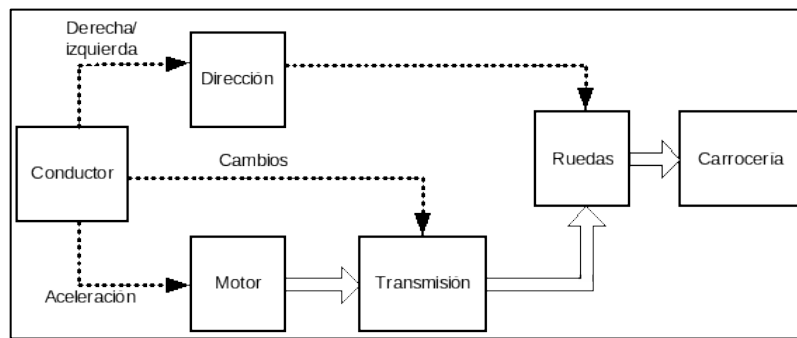 Derecha/
izquierda
Dirección
Conductor
Cambios
Ruedas
Carrocería
Aceleración
Motor
Transmisión